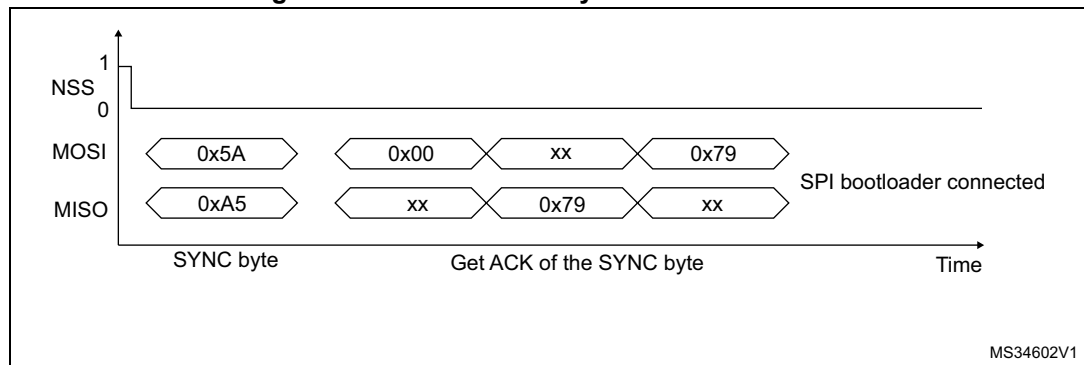 1
NSS
0
MOSI 0x5A 0x00 xx 0x79
SPI bootloader connected
MISO 0xA5 xx 0x79 xx
SYNC byte Get ACK of the SYNC byte Time
MS34602V1